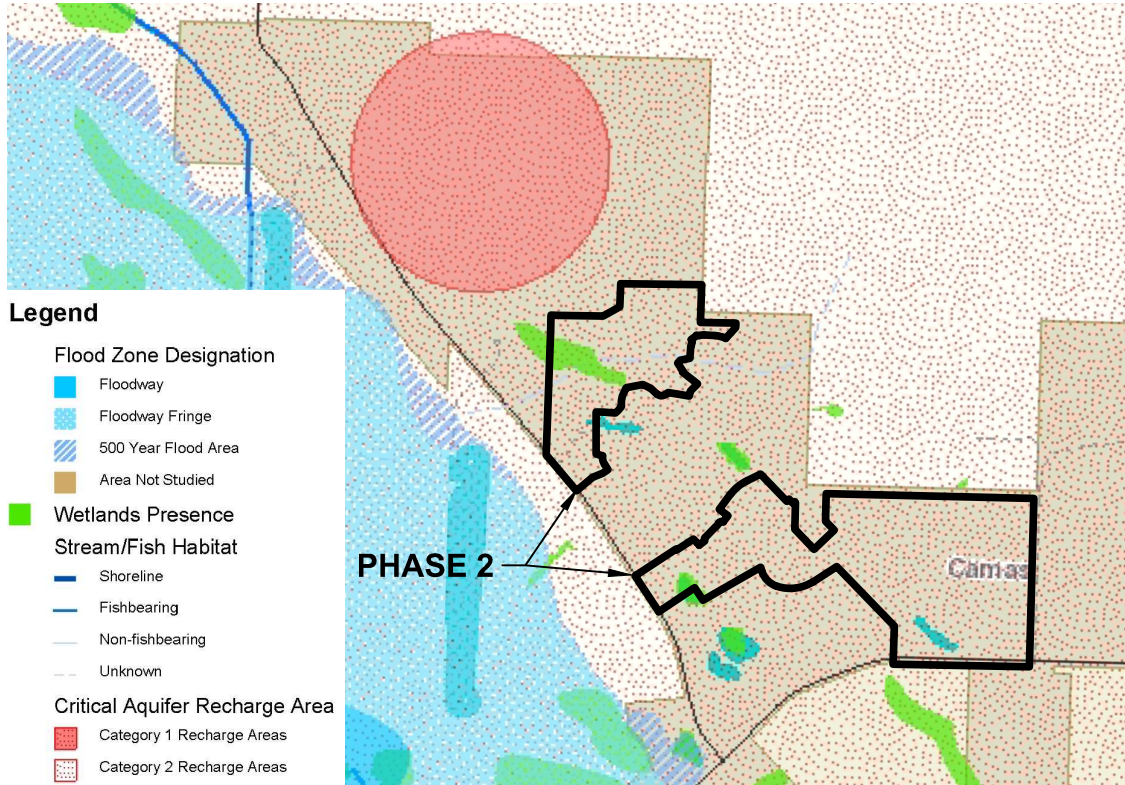 Legend
Flood Zone Designation
Floodway
Floodway Fringe
500 Year Flood Area
Area Not Studied
Wetlands Presence
Stream/Fish Habitat
Shoreline
Fishbearing
Non-fishbearing
Unknown
Critical Aquifer Recharge Area
Category 1 Recharge Areas
Category 2 Recharge Areas
PHASE 2
Camas